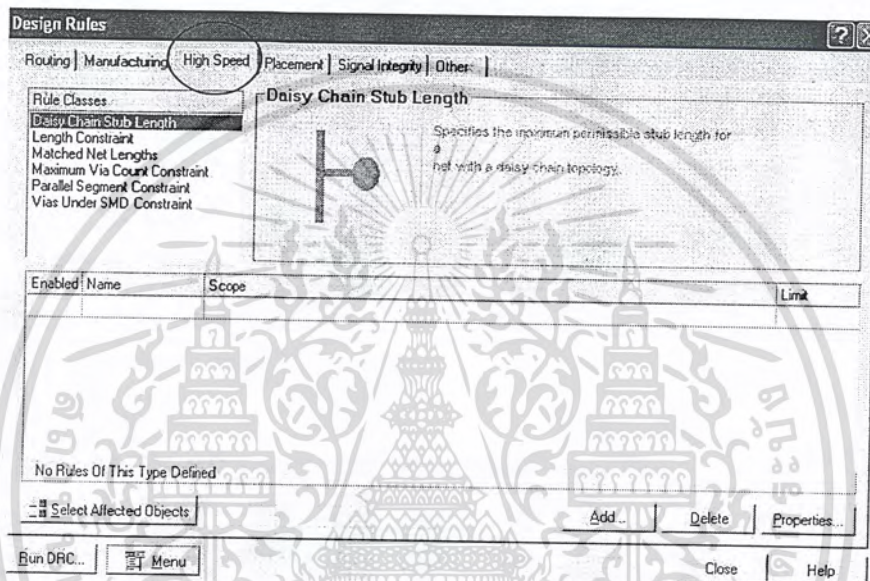 Design Rules
Routing Manufacturing High Speed Placement Signal Integrity Other
Rule Classes
Daisy Chain Stub Length
Length Constraint
Matched Net Lengths
Maximum Via Count Constraint
Parallel Segment Constraint
Vias Under SMD Constraint
Daisy Chain Stub Length
Specifies the maximum permissible stub length for
a
net with a daisy chain topology.
Enabled Name Scope Limit
No Rules Of This Type Defined
Select Affected Objects
Add... Delete Properties...
Run DRC... Menu Close Help